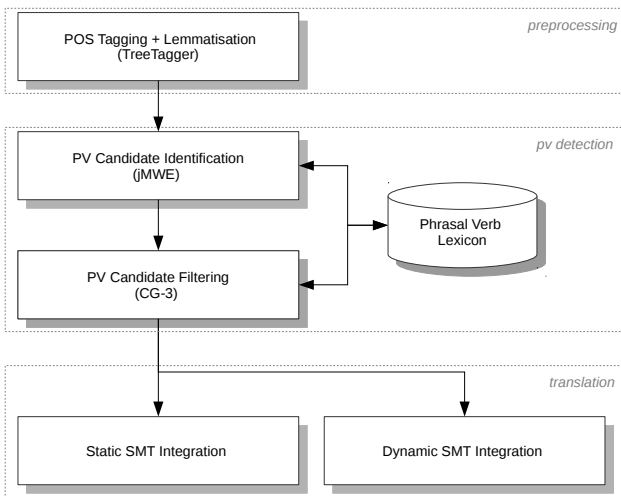 preprocessing
POS Tagging + Lemmatisation
(TreeTagger)
pv detection
PV Candidate Identification
(jMWE)
Phrasal Verb
Lexicon
PV Candidate Filtering
(CG-3)
translation
Static SMT Integration
Dynamic SMT Integration